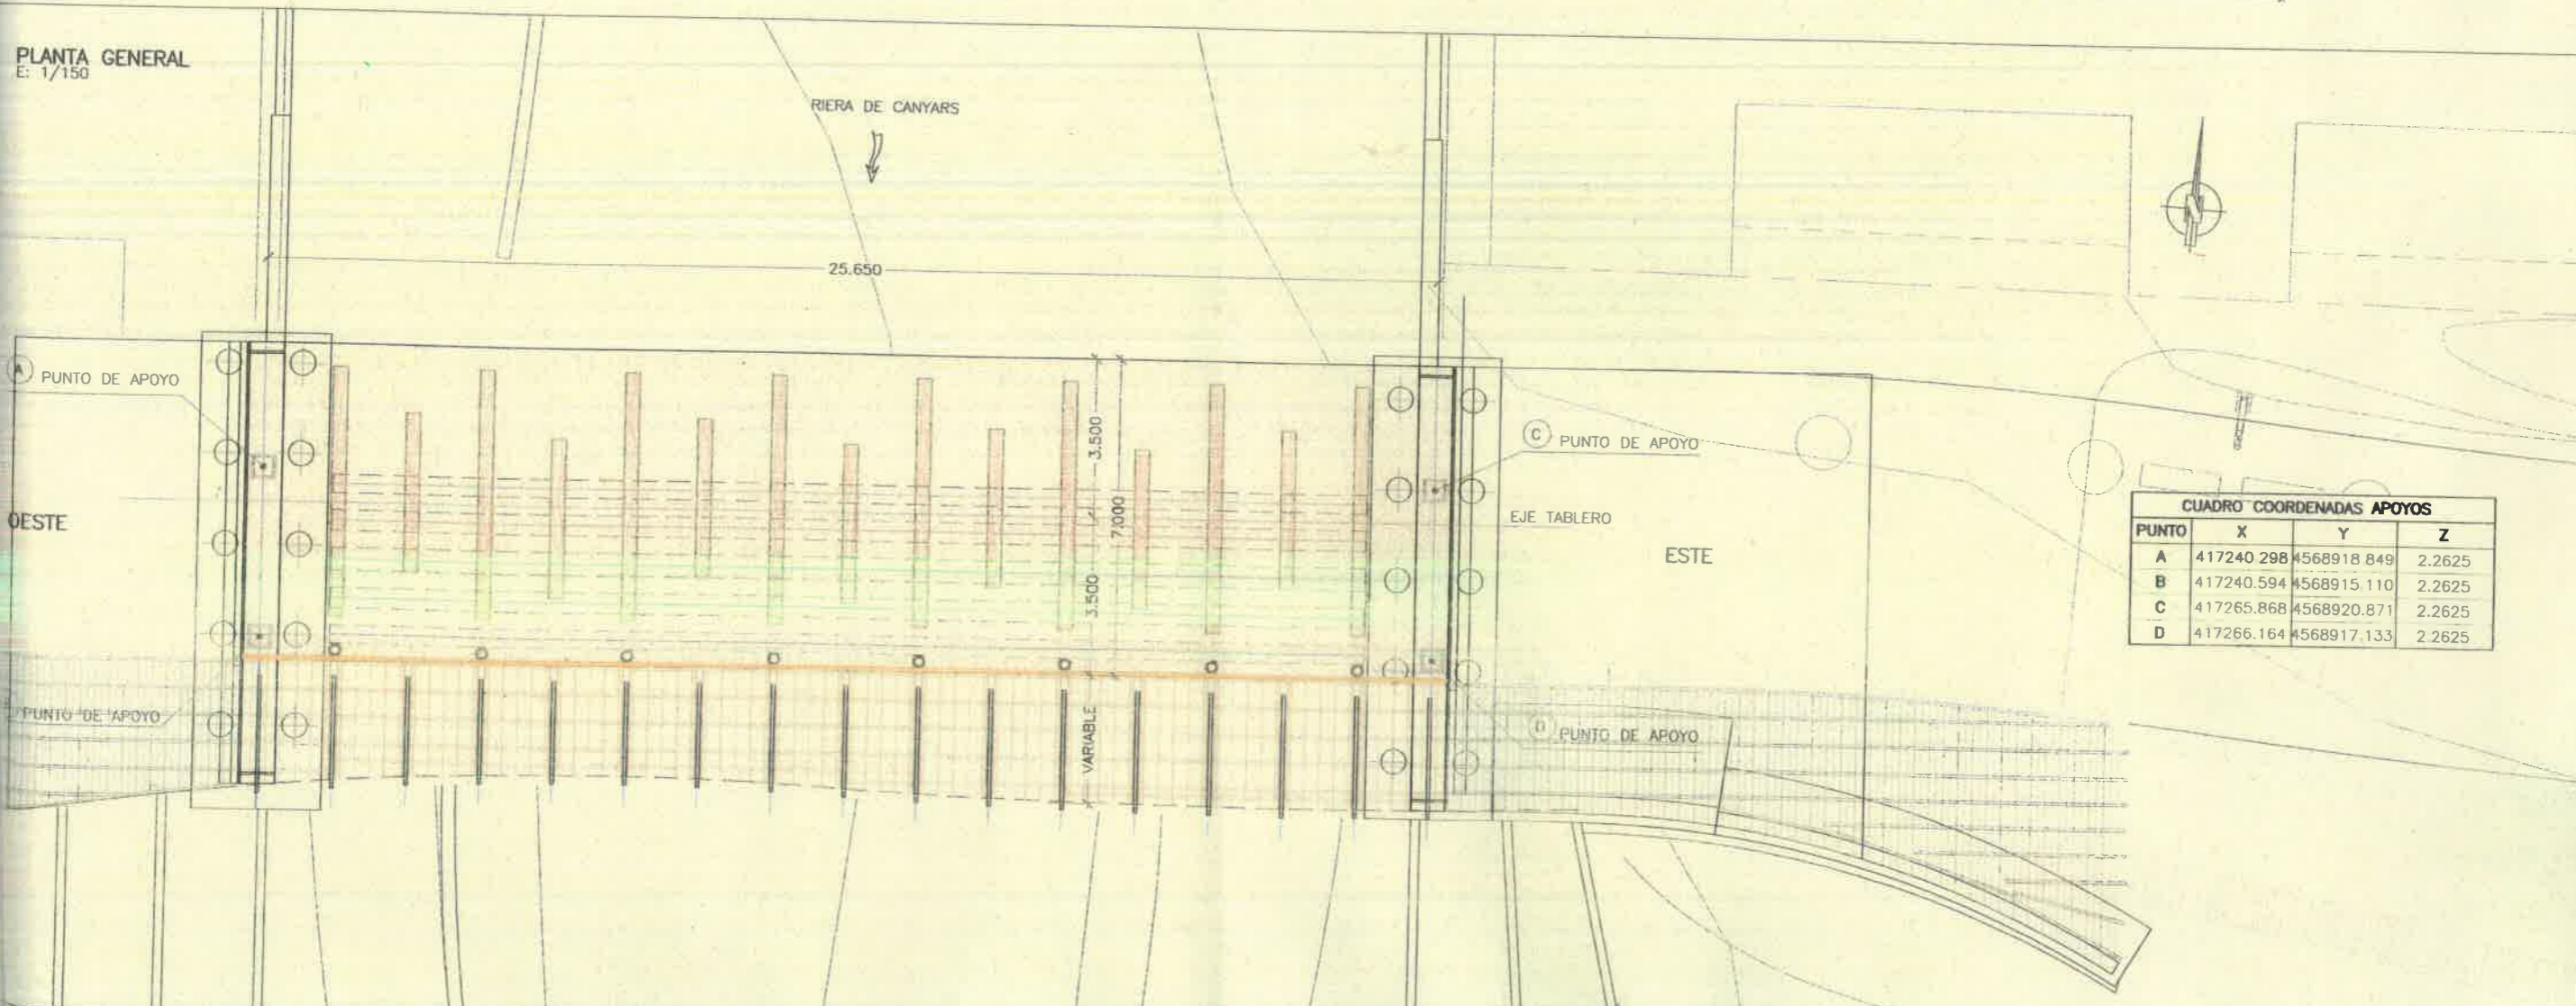 PLANTA GENERAL
E: 1/150
RIERA DE CANYARS
25.650
A PUNTO DE APOYO
3.500
7.000
3.500
VARIABLE
C PUNTO DE APOYO
EJE TABLERO
OESTE
ESTE
PUNTO DE APOYO
D PUNTO DE APOYO
N
CUADRO COORDENADAS APOYOS
PUNTO X Y Z
A 417240.298 4568918.849 2.2625
B 417240.594 4568915.110 2.2625
C 417265.868 4568920.871 2.2625
D 417266.164 4568917.133 2.2625